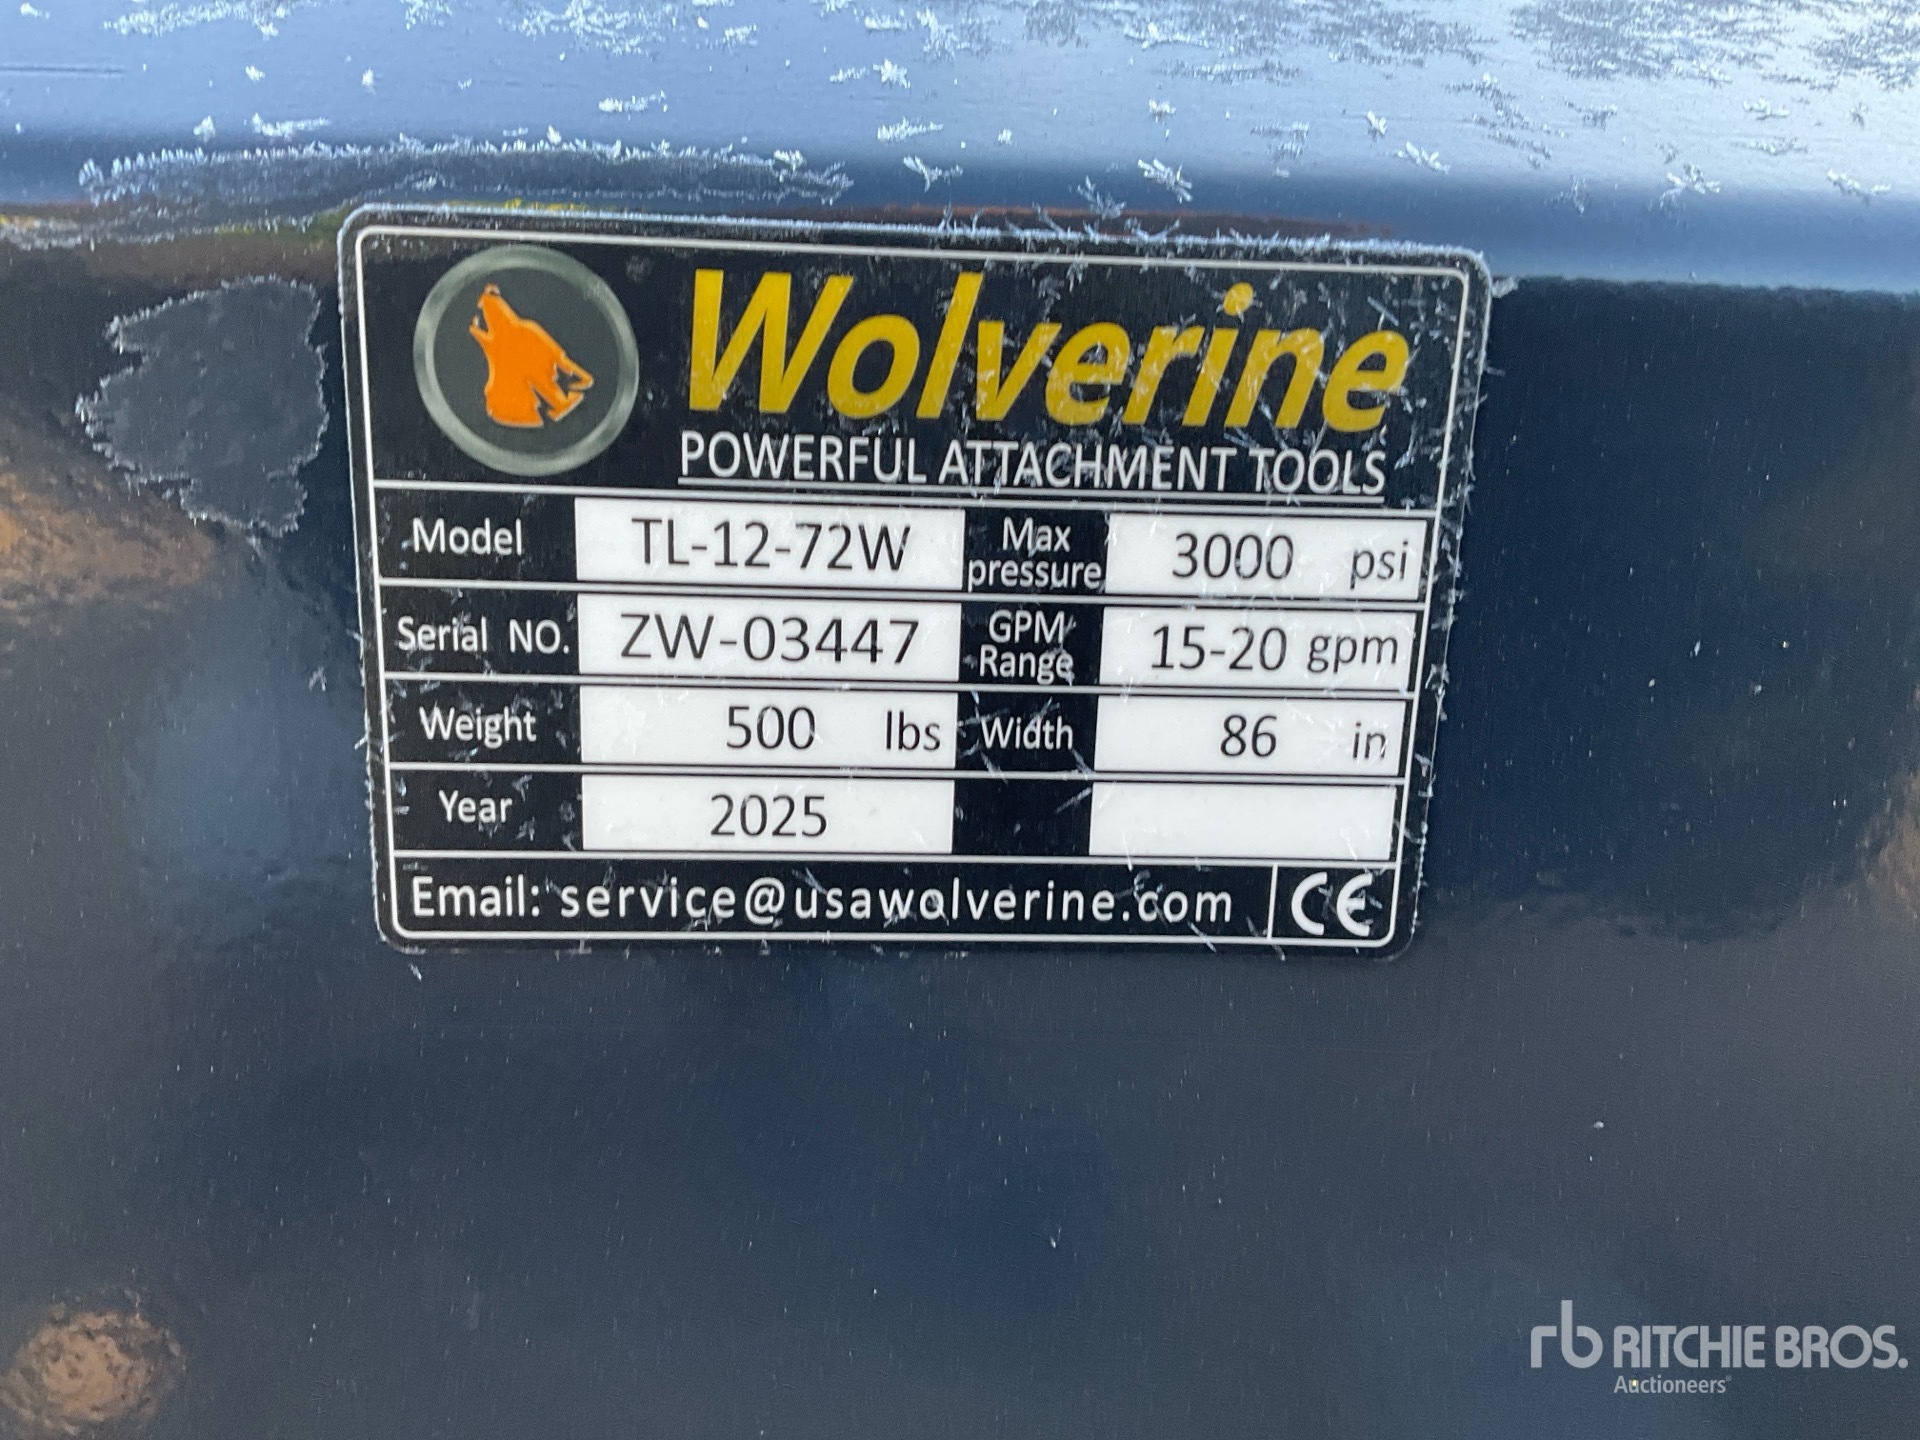 Wolverine
POWERFUL ATTACHMENT TOOLS
Model TL-12-72W Max pressure 3000 psi
Serial NO. ZW-03447 GPM Range 15-20 gpm
Weight 500 lbs Width 86 in
Year 2025
Email: service@usawolverine.com CE
rb RITCHIE BROS.
Auctioneers